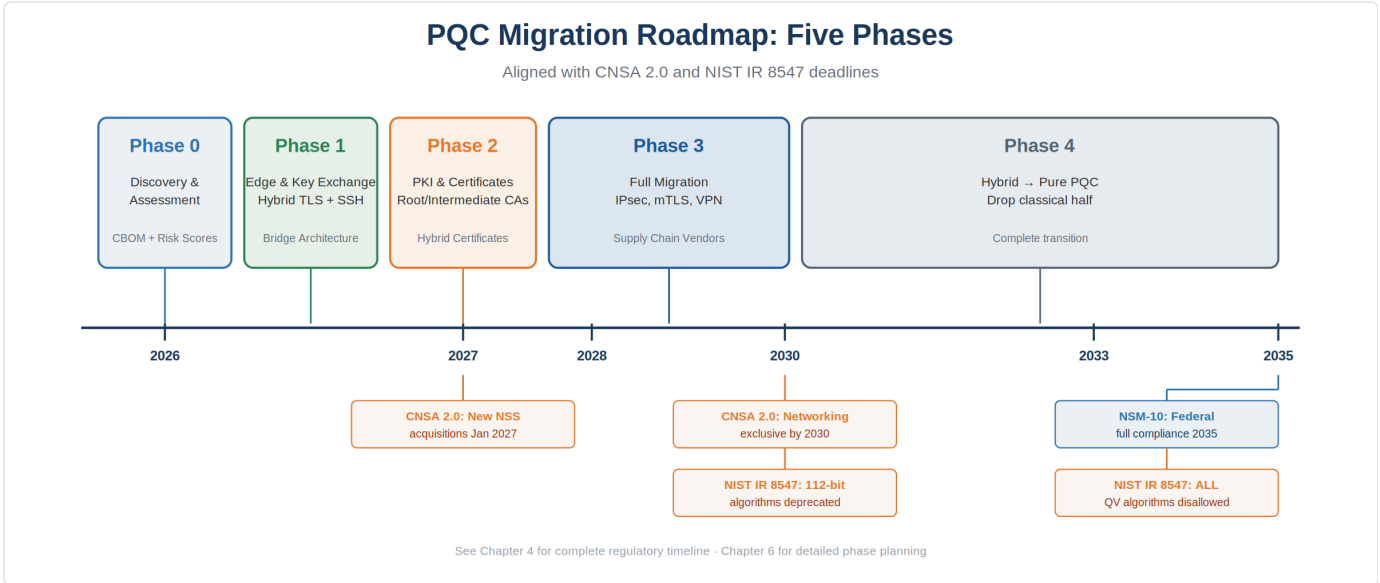 PQC Migration Roadmap: Five Phases
Aligned with CNSA 2.0 and NIST IR 8547 deadlines
Phase 0
Discovery &
Assessment
CBOM + Risk Scores
Phase 1
Edge & Key Exchange
Hybrid TLS + SSH
Bridge Architecture
Phase 2
PKI & Certificates
Root/Intermediate CAs
Hybrid Certificates
Phase 3
Full Migration
IPsec, mTLS, VPN
Supply Chain Vendors
Phase 4
Hybrid → Pure PQC
Drop classical half
Complete transition
2026
2027
2028
2030
2033
2035
CNSA 2.0: New NSS
acquisitions Jan 2027
CNSA 2.0: Networking
exclusive by 2030
NIST IR 8547: 112-bit
algorithms deprecated
NSM-10: Federal
full compliance 2035
NIST IR 8547: ALL
QV algorithms disallowed
See Chapter 4 for complete regulatory timeline · Chapter 6 for detailed phase planning